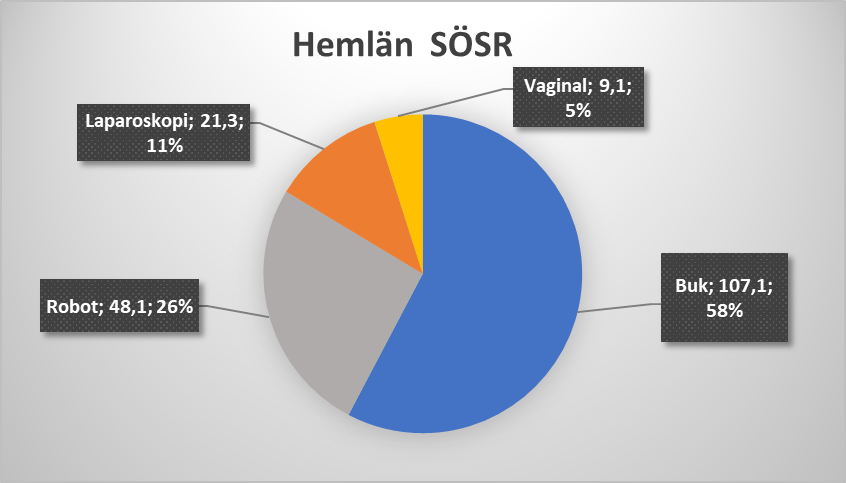 Hemlän SÖSR
Vaginal; 9,1;
5%
Laparoskopi; 21,3;
11%
Buk; 107,1;
58%
Robot; 48,1; 26%